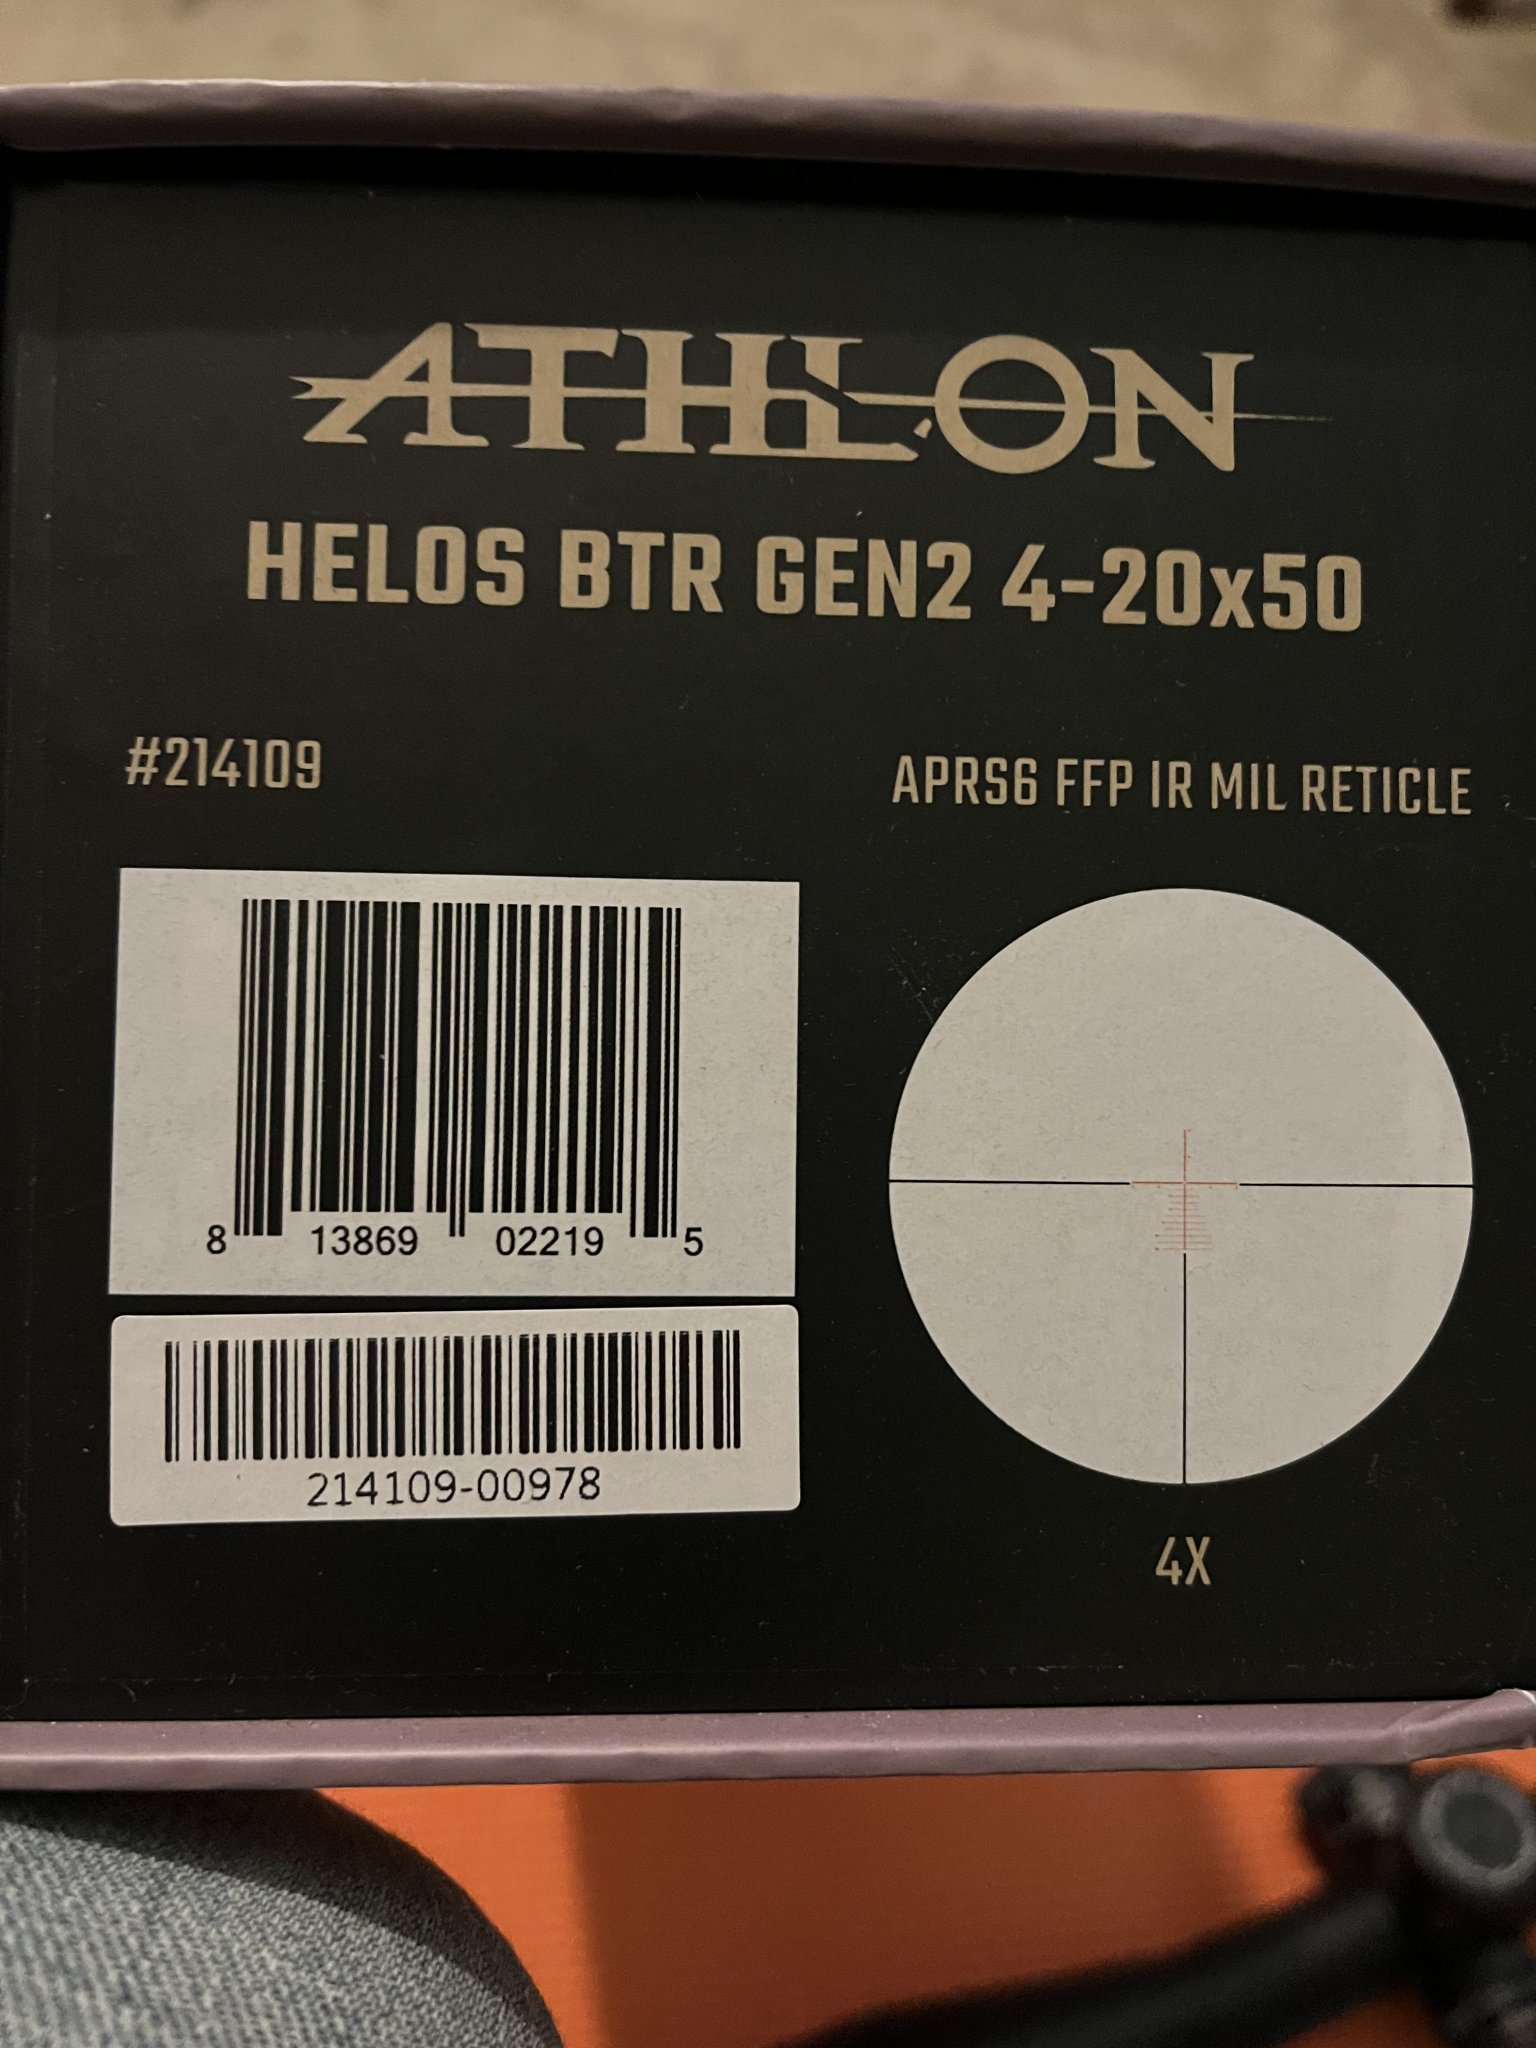 ATHLON
HELOS BTR GEN2 4-20x50
#214109
APRS6 FFP IR MIL RETICLE
8 13869 02219 5
214109-00978
4X